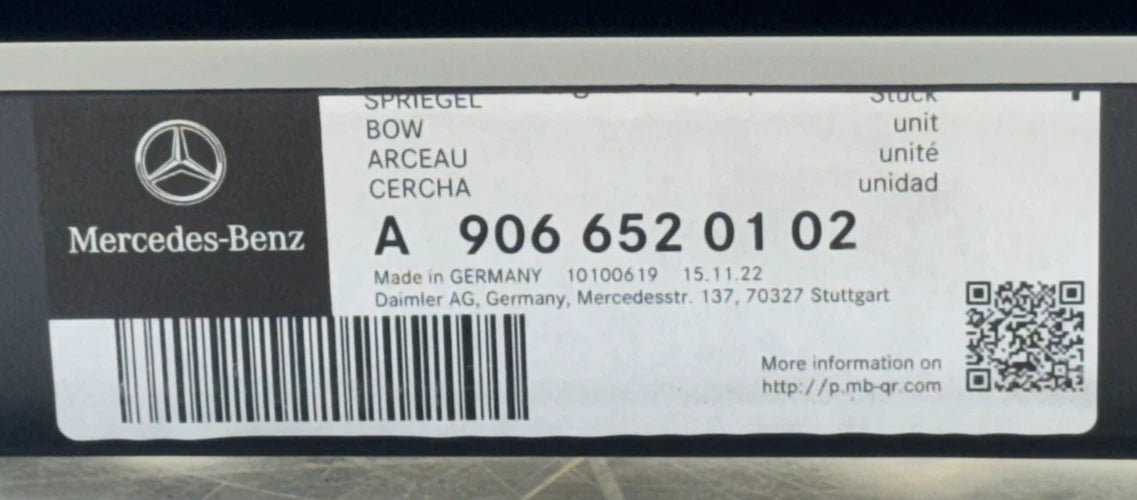 SPRIEGEL Stück
BOW unit
ARCEAU unité
CERCHA unidad
Mercedes-Benz
A 906 652 01 02
Made in GERMANY 10100619 15.11.22
Daimler AG, Germany, Mercedesstr. 137, 70327 Stuttgart
More information on
http://p.mb-qr.com